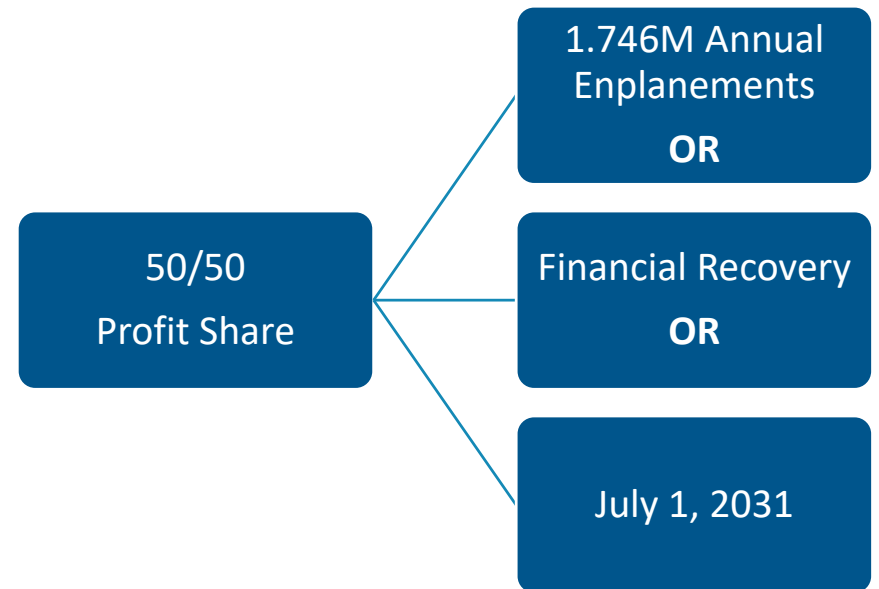 50/50
Profit Share
1.746M Annual
Enplanements
OR
Financial Recovery
OR
July 1, 2031